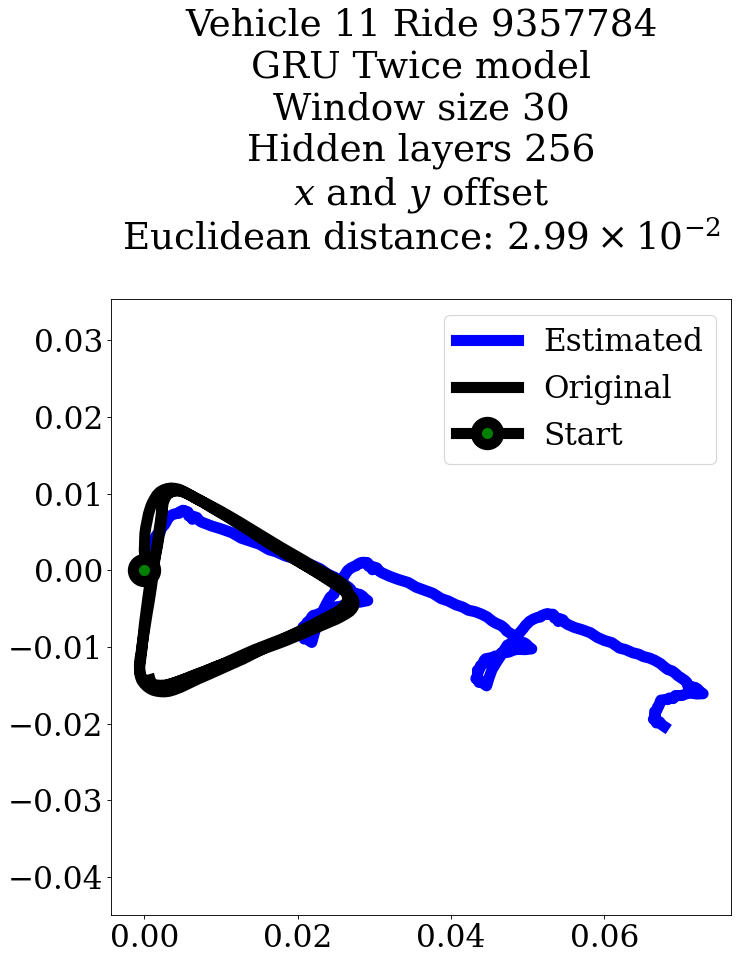 Vehicle 11 Ride 9357784
GRU Twice model
Window size 30
Hidden layers 256
x and y offset
Euclidean distance: 2.99 × 10⁻²
Estimated
Original
Start
0.03
0.02
0.01
0.00
−0.01
−0.02
−0.03
−0.04
0.00 0.02 0.04 0.06